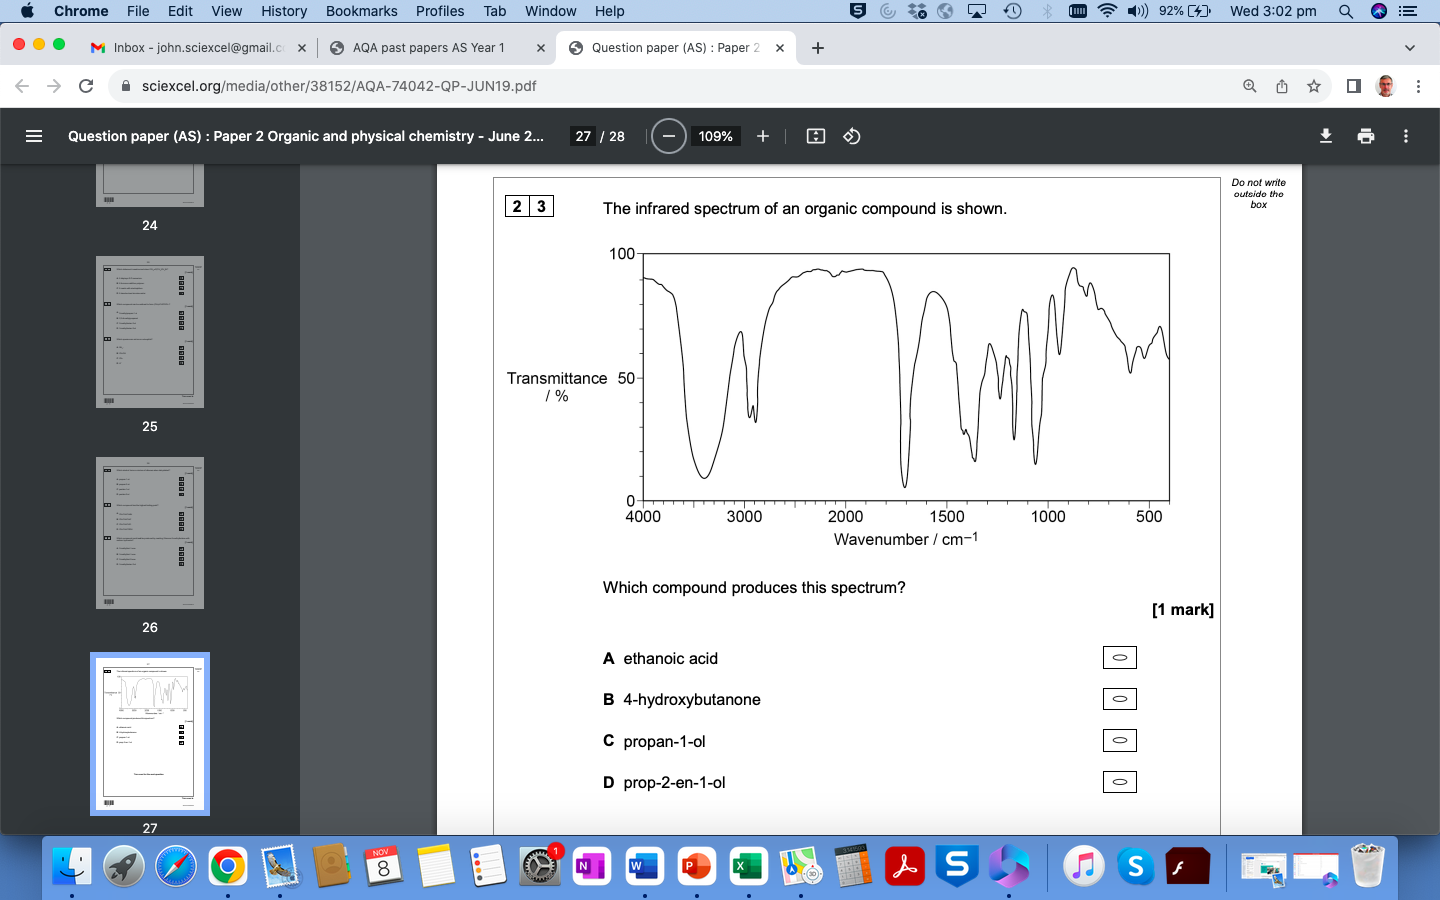 Chrome File Edit View History Bookmarks Profiles Tab Window Help
92% Wed 3:02 pm
Inbox - john.sciexcel@gmail.c
AQA past papers AS Year 1
Question paper (AS) : Paper 2
sciexcel.org/media/other/38152/AQA-74042-QP-JUN19.pdf
Question paper (AS) : Paper 2 Organic and physical chemistry - June 2...
27 / 28
109%
24
25
26
27
Do not write
outside the
box
2 3
The infrared spectrum of an organic compound is shown.
100
Transmittance 50
/ %
0
4000 3000 2000 1500 1000 500
Wavenumber / cm−1
Which compound produces this spectrum?
[1 mark]
A ethanoic acid
B 4-hydroxybutanone
C propan-1-ol
D prop-2-en-1-ol
NOV
8
1
N
W
P
X
S
S